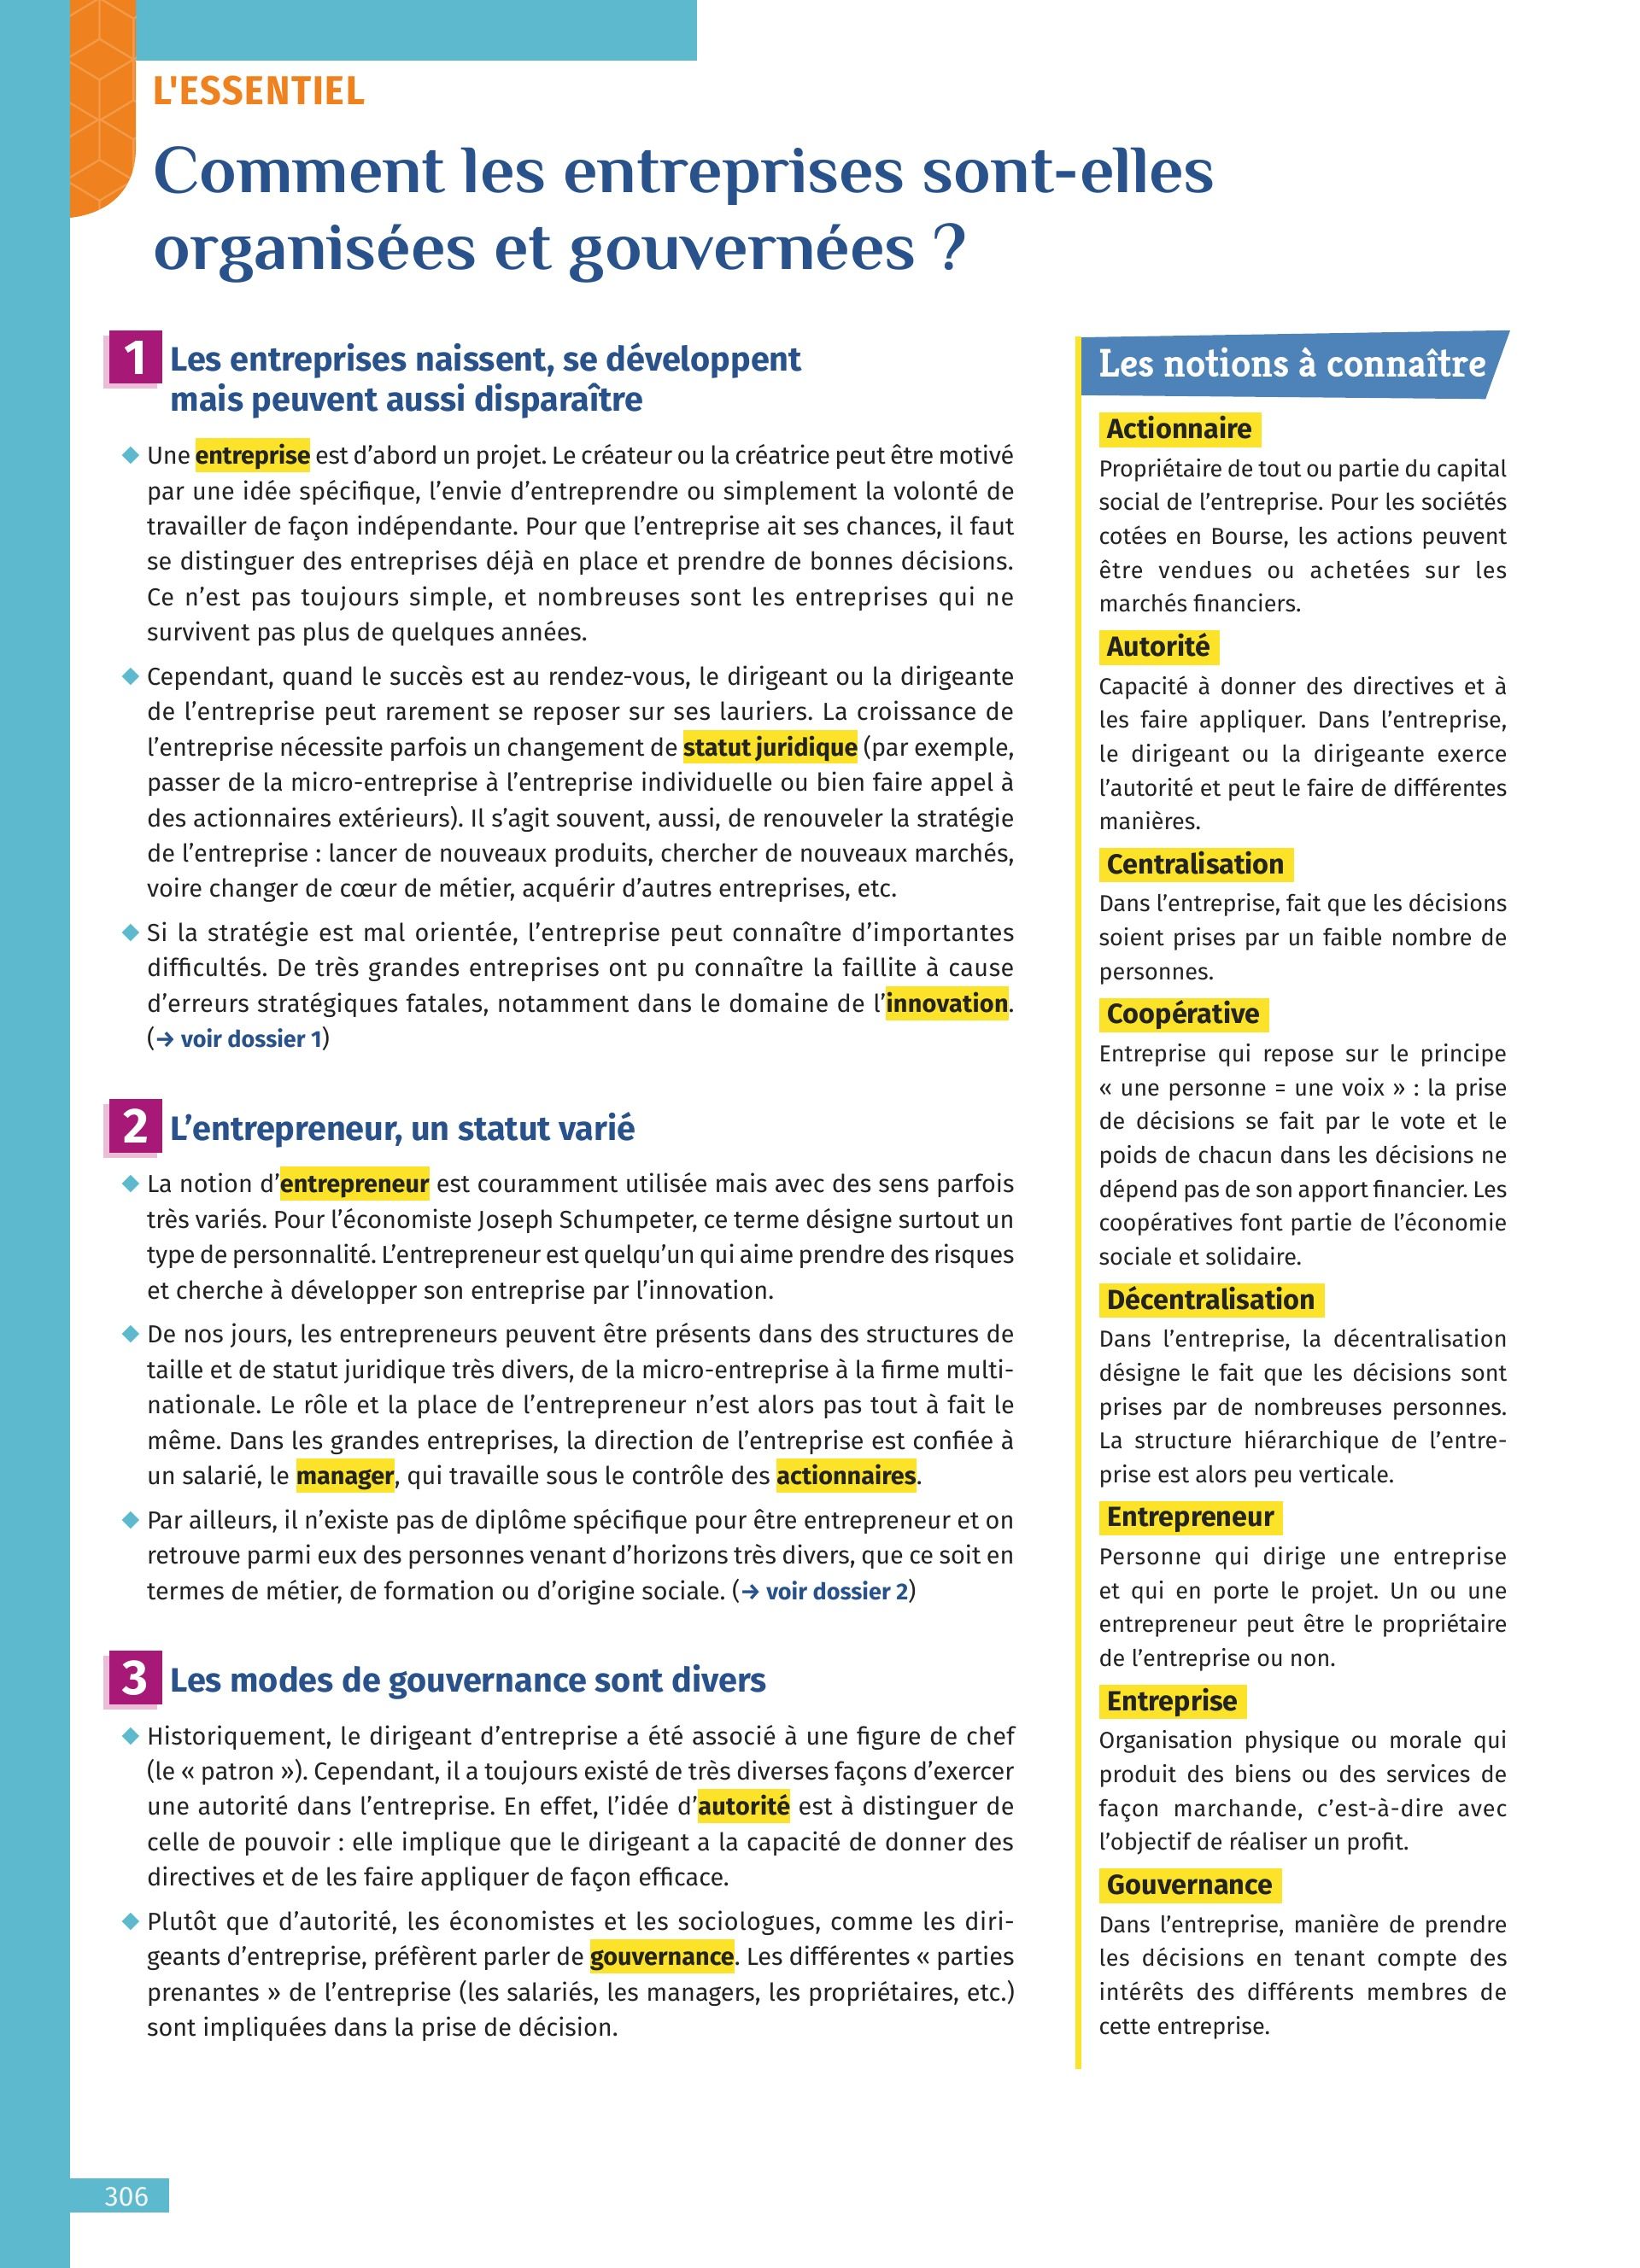 L'ESSENTIEL
Comment les entreprises sont-elles
organisées et gouvernées ?
1 Les entreprises naissent, se développent
mais peuvent aussi disparaître
◆ Une entreprise est d’abord un projet. Le créateur ou la créatrice peut être motivé
par une idée spécifique, l’envie d’entreprendre ou simplement la volonté de
travailler de façon indépendante. Pour que l’entreprise ait ses chances, il faut
se distinguer des entreprises déjà en place et prendre de bonnes décisions.
Ce n’est pas toujours simple, et nombreuses sont les entreprises qui ne
survivent pas plus de quelques années.
◆ Cependant, quand le succès est au rendez-vous, le dirigeant ou la dirigeante
de l’entreprise peut rarement se reposer sur ses lauriers. La croissance de
l’entreprise nécessite parfois un changement de statut juridique (par exemple,
passer de la micro-entreprise à l’entreprise individuelle ou bien faire appel à
des actionnaires extérieurs). Il s’agit souvent, aussi, de renouveler la stratégie
de l’entreprise : lancer de nouveaux produits, chercher de nouveaux marchés,
voire changer de cœur de métier, acquérir d’autres entreprises, etc.
◆ Si la stratégie est mal orientée, l’entreprise peut connaître d’importantes
difficultés. De très grandes entreprises ont pu connaître la faillite à cause
d’erreurs stratégiques fatales, notamment dans le domaine de l’innovation.
(→ voir dossier 1)
2 L’entrepreneur, un statut varié
◆ La notion d’entrepreneur est couramment utilisée mais avec des sens parfois
très variés. Pour l’économiste Joseph Schumpeter, ce terme désigne surtout un
type de personnalité. L’entrepreneur est quelqu’un qui aime prendre des risques
et cherche à développer son entreprise par l’innovation.
◆ De nos jours, les entrepreneurs peuvent être présents dans des structures de
taille et de statut juridique très divers, de la micro-entreprise à la firme multi-
nationale. Le rôle et la place de l’entrepreneur n’est alors pas tout à fait le
même. Dans les grandes entreprises, la direction de l’entreprise est confiée à
un salarié, le manager, qui travaille sous le contrôle des actionnaires.
◆ Par ailleurs, il n’existe pas de diplôme spécifique pour être entrepreneur et on
retrouve parmi eux des personnes venant d’horizons très divers, que ce soit en
termes de métier, de formation ou d’origine sociale. (→ voir dossier 2)
3 Les modes de gouvernance sont divers
◆ Historiquement, le dirigeant d’entreprise a été associé à une figure de chef
(le « patron »). Cependant, il a toujours existé de très diverses façons d’exercer
une autorité dans l’entreprise. En effet, l’idée d’autorité est à distinguer de
celle de pouvoir : elle implique que le dirigeant a la capacité de donner des
directives et de les faire appliquer de façon efficace.
◆ Plutôt que d’autorité, les économistes et les sociologues, comme les diri-
geants d’entreprise, préfèrent parler de gouvernance. Les différentes « parties
prenantes » de l’entreprise (les salariés, les managers, les propriétaires, etc.)
sont impliquées dans la prise de décision.
Les notions à connaître
Actionnaire
Propriétaire de tout ou partie du capital
social de l’entreprise. Pour les sociétés
cotées en Bourse, les actions peuvent
être vendues ou achetées sur les
marchés financiers.
Autorité
Capacité à donner des directives et à
les faire appliquer. Dans l’entreprise,
le dirigeant ou la dirigeante exerce
l’autorité et peut le faire de différentes
manières.
Centralisation
Dans l’entreprise, fait que les décisions
soient prises par un faible nombre de
personnes.
Coopérative
Entreprise qui repose sur le principe
« une personne = une voix » : la prise
de décisions se fait par le vote et le
poids de chacun dans les décisions ne
dépend pas de son apport financier. Les
coopératives font partie de l’économie
sociale et solidaire.
Décentralisation
Dans l’entreprise, la décentralisation
désigne le fait que les décisions sont
prises par de nombreuses personnes.
La structure hiérarchique de l’entre-
prise est alors peu verticale.
Entrepreneur
Personne qui dirige une entreprise
et qui en porte le projet. Un ou une
entrepreneur peut être le propriétaire
de l’entreprise ou non.
Entreprise
Organisation physique ou morale qui
produit des biens ou des services de
façon marchande, c’est-à-dire avec
l’objectif de réaliser un profit.
Gouvernance
Dans l’entreprise, manière de prendre
les décisions en tenant compte des
intérêts des différents membres de
cette entreprise.
306